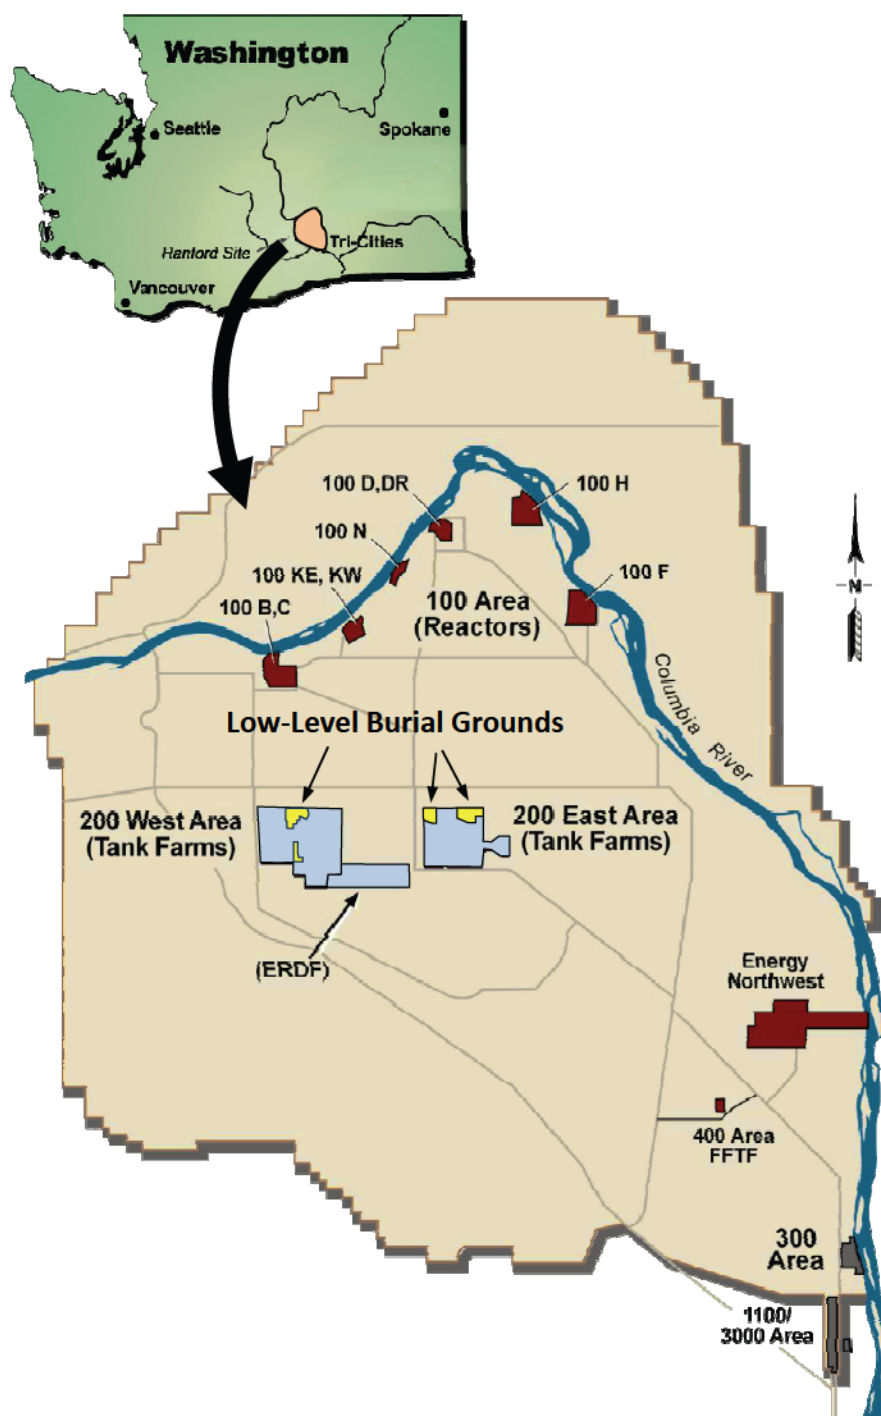 Washington
Seattle
Spokane
Hanford Site
Tri-Cities
Vancouver
100 D,DR
100 H
100 N
100 KE, KW
100 F
100 B,C
100 Area
(Reactors)
N
Columbia River
Low-Level Burial Grounds
200 West Area
(Tank Farms)
200 East Area
(Tank Farms)
(ERDF)
Energy
Northwest
400 Area
FFTF
300
Area
1100/
3000 Area